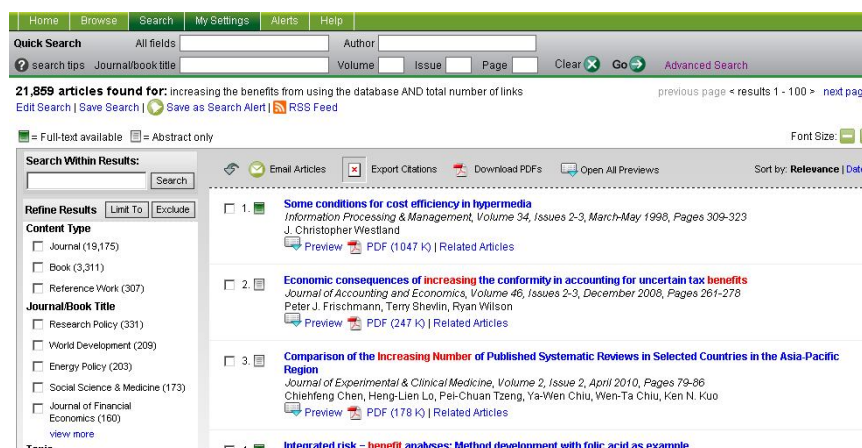 Home Browse Search My Settings Alerts Help
Quick Search All fields Author
? search tips Journal/book title Volume Issue Page Clear Go Advanced Search
21,859 articles found for: increasing the benefits from using the database AND total number of links
previous page < results 1 - 100 > next pag
Edit Search | Save Search | Save as Search Alert | RSS Feed
= Full-text available = Abstract only
Font Size:
Search Within Results:
Search
Email Articles Export Citations Download PDFs Open All Previews Sort by: Relevance | Dat
Refine Results Limit To Exclude
Content Type
Journal (19,175)
Book (3,311)
Reference Work (307)
Journal/Book Title
Research Policy (331)
World Development (209)
Energy Policy (203)
Social Science & Medicine (173)
Journal of Financial
Economics (160)
view more
1. Some conditions for cost efficiency in hypermedia
Information Processing & Management, Volume 34, Issues 2-3, March-May 1998, Pages 309-323
J. Christopher Westland
Preview PDF (1047 K) | Related Articles
2. Economic consequences of increasing the conformity in accounting for uncertain tax benefits
Journal of Accounting and Economics, Volume 46, Issues 2-3, December 2008, Pages 261-278
Peter J. Frischmann, Terry Shevlin, Ryan Wilson
Preview PDF (247 K) | Related Articles
3. Comparison of the Increasing Number of Published Systematic Reviews in Selected Countries in the Asia-Pacific
Region
Journal of Experimental & Clinical Medicine, Volume 2, Issue 2, April 2010, Pages 79-86
Chiehfeng Chen, Heng-Lien Lo, Pei-Chuan Tzeng, Ya-Wen Chiu, Wen-Ta Chiu, Ken N. Kuo
Preview PDF (178 K) | Related Articles
Integrated risk – benefit analyses: Method development with folic acid as example